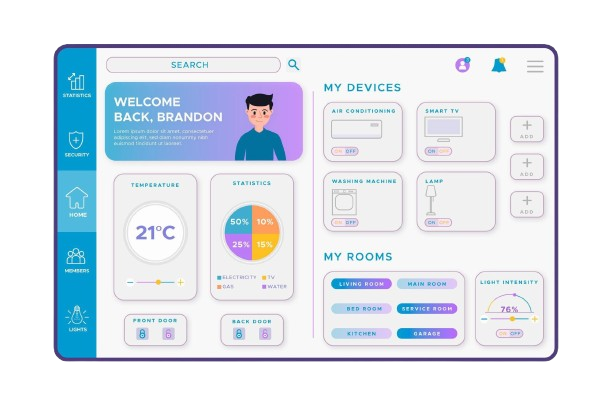 SEARCH
STATISTICS
SECURITY
HOME
MEMBERS
LIGHTS
WELCOME
BACK, BRANDON
Lorem ipsum dolor sit amet, consectetuer
adipiscing elit, sed diam nonummy nibh
euismod tincidunt ut laoreet
TEMPERATURE
21°C
STATISTICS
50%
10%
25%
15%
ELECTRICITY
TV
GAS
WATER
FRONT DOOR
BACK DOOR
MY DEVICES
AIR CONDITIONING
ON OFF
SMART TV
ON OFF
WASHING MACHINE
ON OFF
LAMP
ON OFF
ADD
ADD
ADD
MY ROOMS
LIVING ROOM
MAIN ROOM
BED ROOM
SERVICE ROOM
KITCHEN
GARAGE
LIGHT INTENSITY
76%
ON OFF